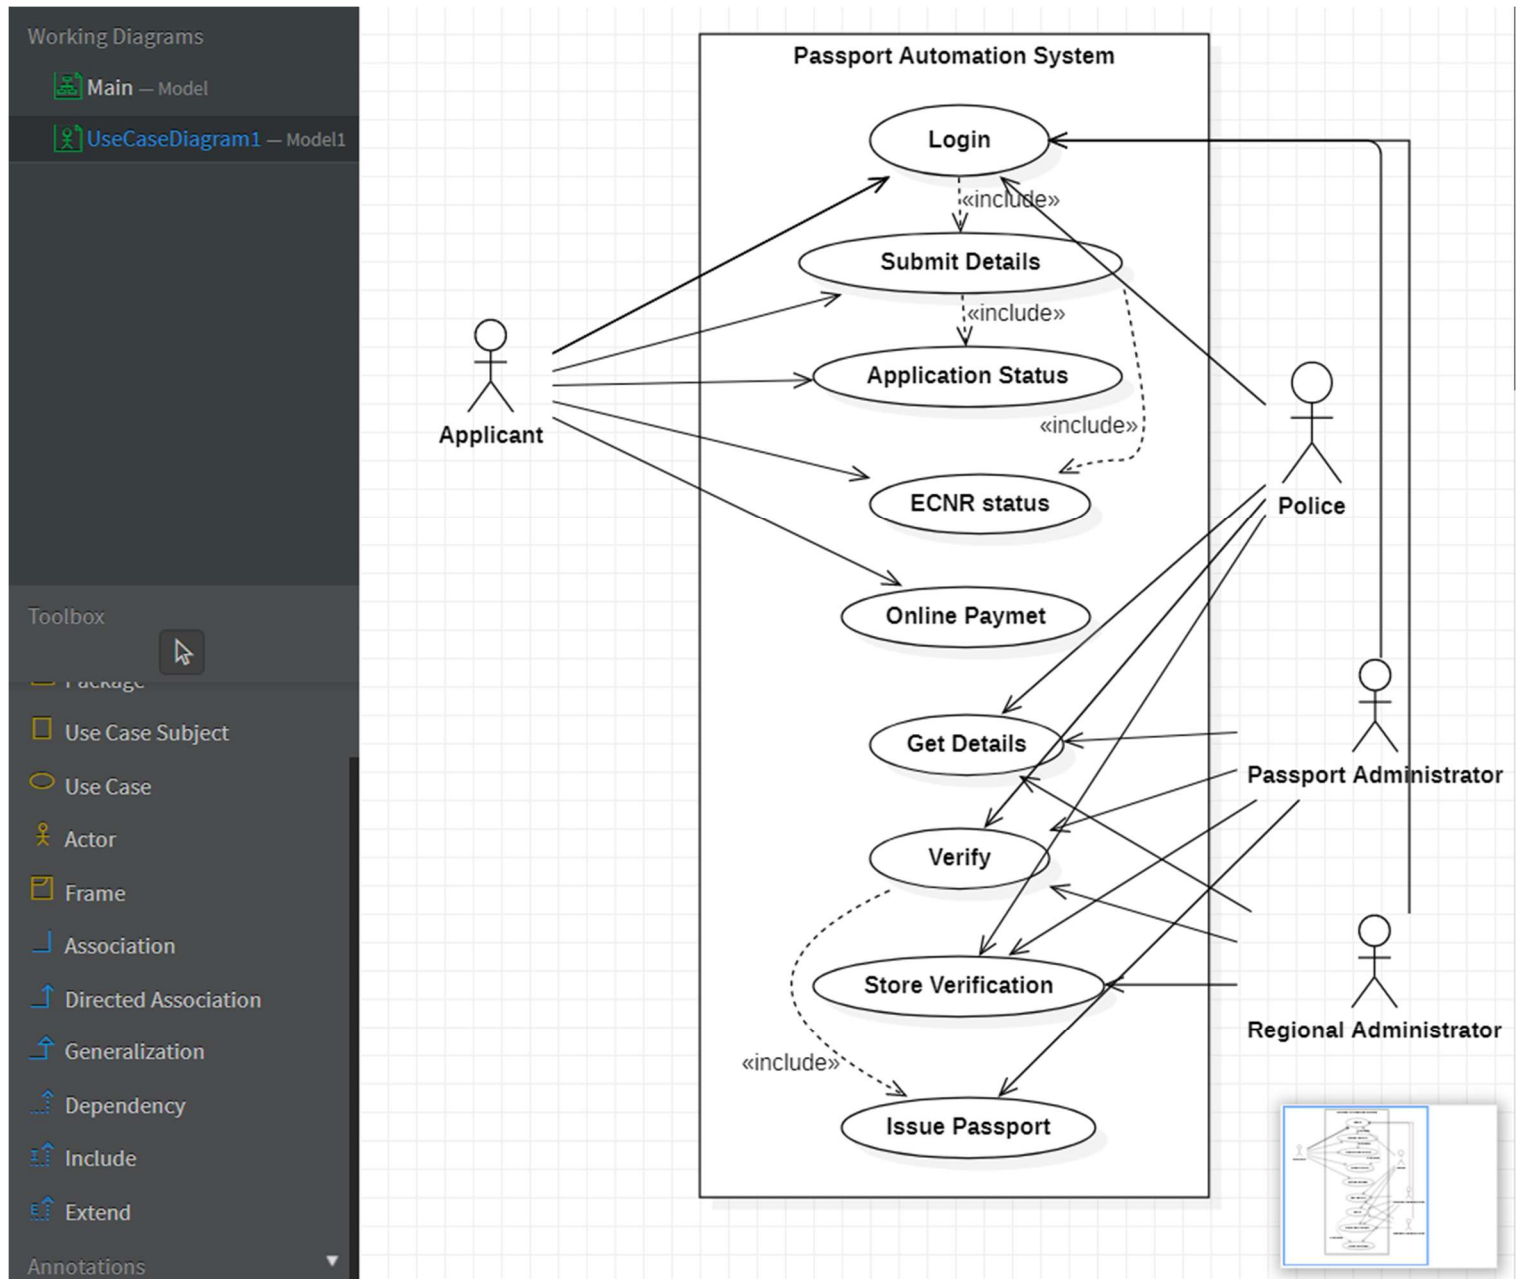 Working Diagrams
Main — Model
UseCaseDiagram1 — Model1
Toolbox
Package
Use Case Subject
Use Case
Actor
Frame
Association
Directed Association
Generalization
Dependency
Include
Extend
Annotations
Passport Automation System
Login
«include»
Submit Details
«include»
Application Status
«include»
ECNR status
Online Paymet
Get Details
Verify
Store Verification
«include»
Issue Passport
Applicant
Police
Passport Administrator
Regional Administrator